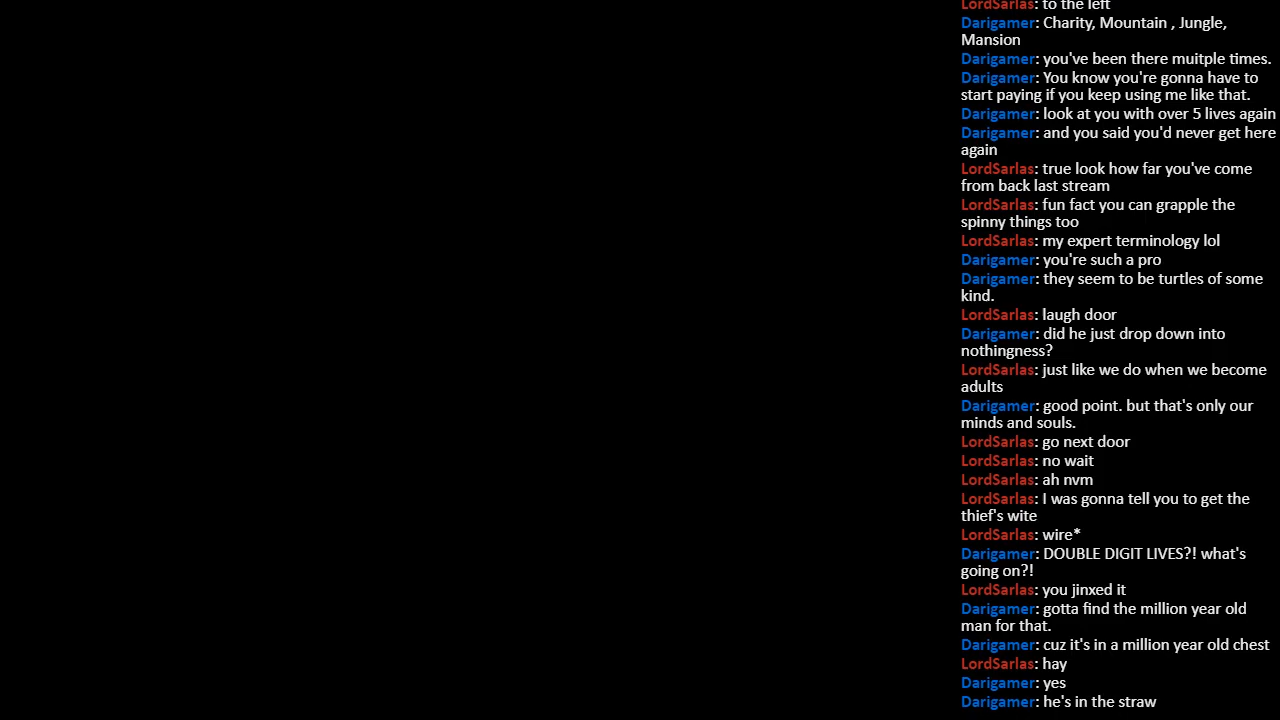 LordSarlas: to the left
Darigamer: Charity, Mountain , Jungle,
Mansion
Darigamer: you've been there muitple times.
Darigamer: You know you're gonna have to
start paying if you keep using me like that.
Darigamer: look at you with over 5 lives again
Darigamer: and you said you'd never get here
again
LordSarlas: true look how far you've come
from back last stream
LordSarlas: fun fact you can grapple the
spinny things too
LordSarlas: my expert terminology lol
Darigamer: you're such a pro
Darigamer: they seem to be turtles of some
kind.
LordSarlas: laugh door
Darigamer: did he just drop down into
nothingness?
LordSarlas: just like we do when we become
adults
Darigamer: good point. but that's only our
minds and souls.
LordSarlas: go next door
LordSarlas: no wait
LordSarlas: ah nvm
LordSarlas: I was gonna tell you to get the
thief's wite
LordSarlas: wire*
Darigamer: DOUBLE DIGIT LIVES?! what's
going on?!
LordSarlas: you jinxed it
Darigamer: gotta find the million year old
man for that.
Darigamer: cuz it's in a million year old chest
LordSarlas: hay
Darigamer: yes
Darigamer: he's in the straw